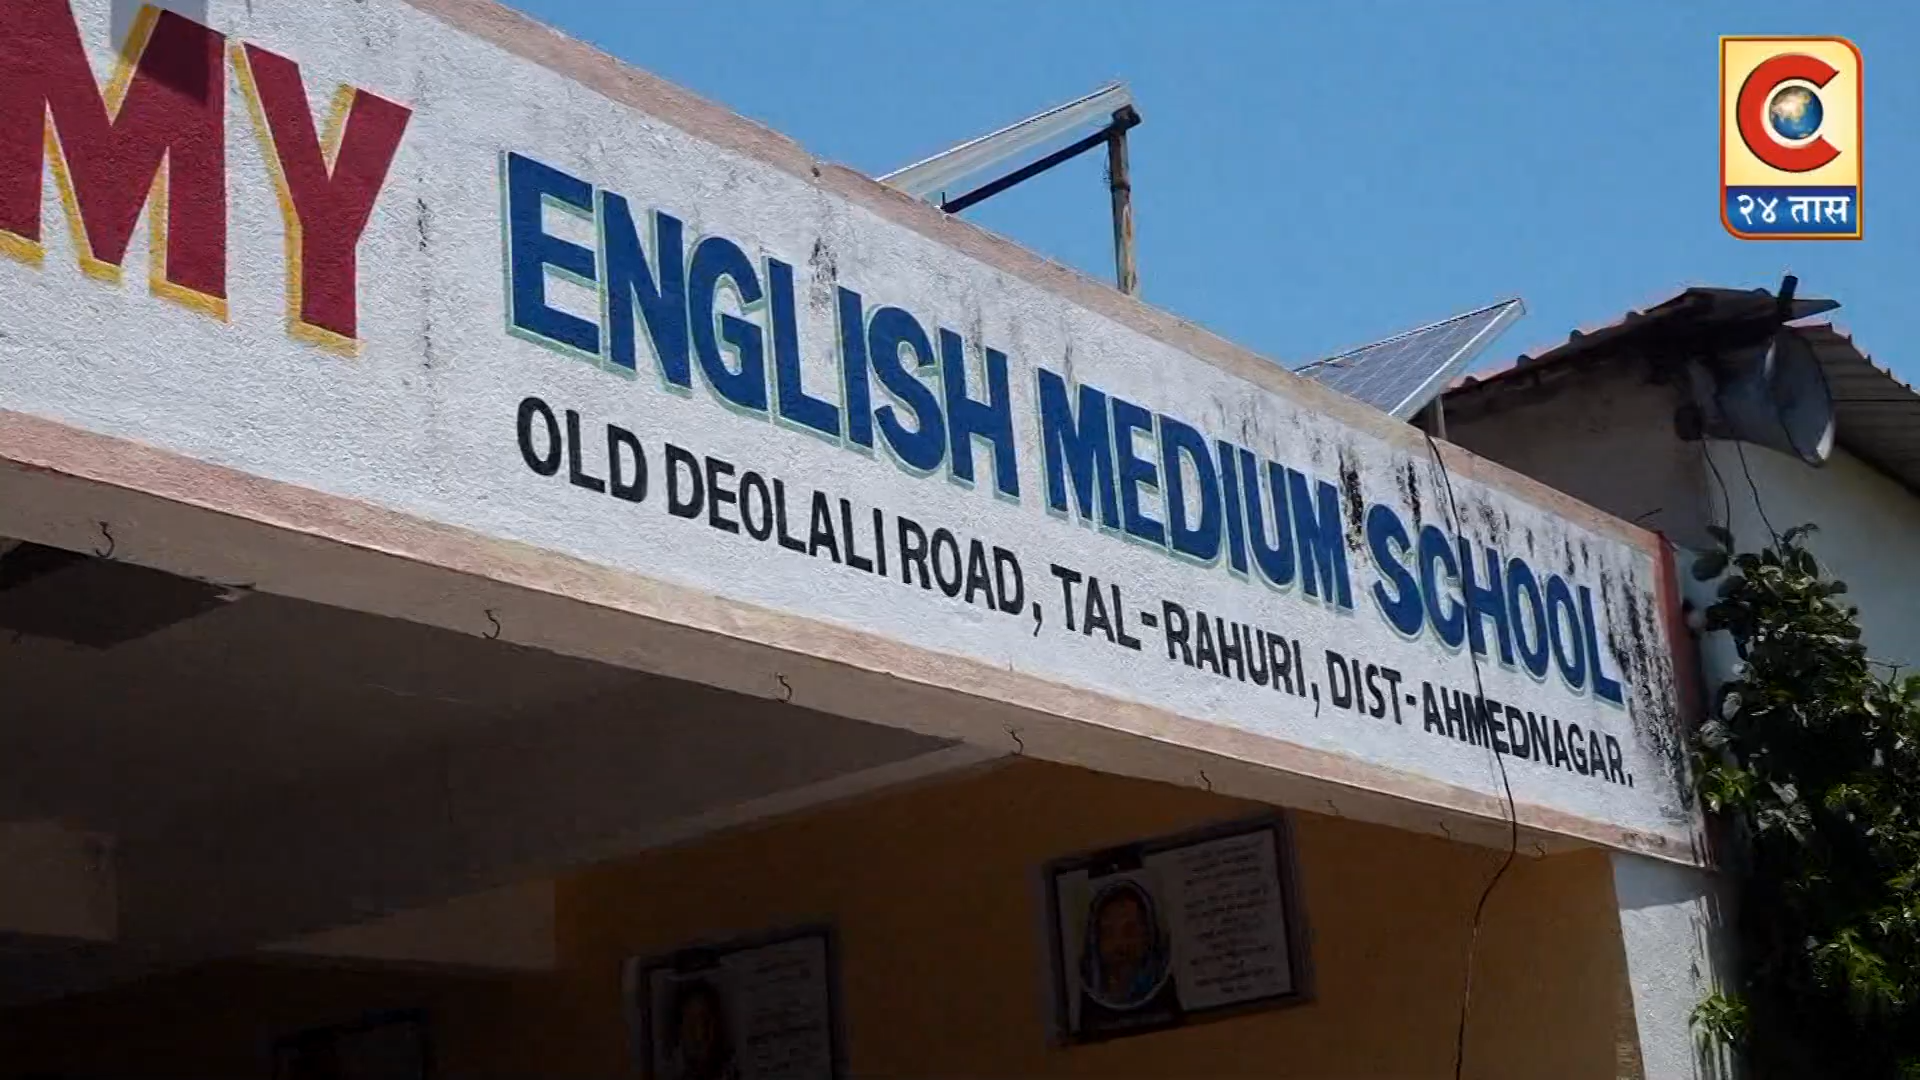 MY ENGLISH MEDIUM SCHOOL
OLD DEOLALI ROAD, TAL-RAHURI, DIST-AHMEDNAGAR.
C
२४ तास